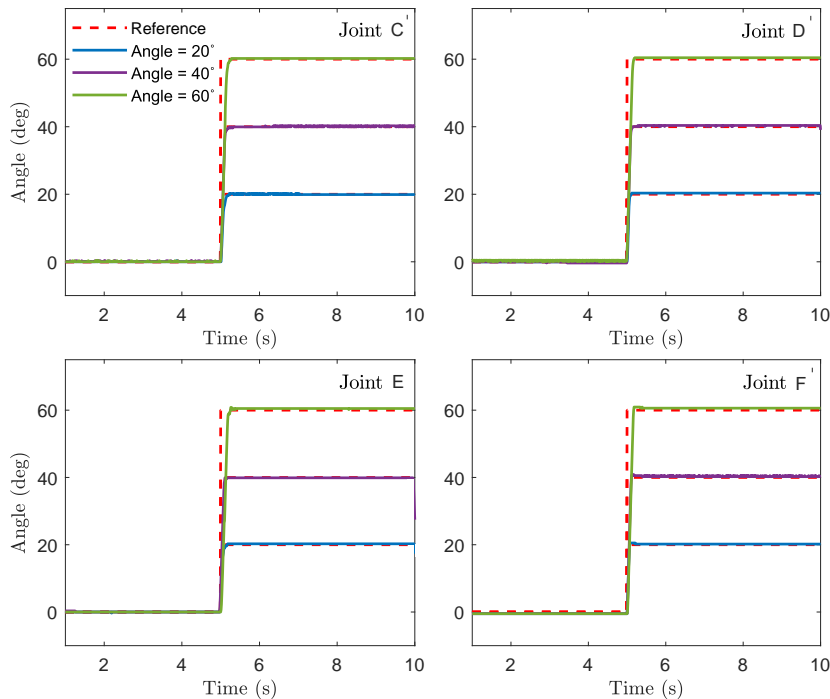 Joint C'
Reference
Angle = 20°
Angle = 40°
Angle = 60°
60
40
20
0
Angle (deg)
2
4
6
8
10
Time (s)
Joint D'
60
40
20
0
2
4
6
8
10
Time (s)
Joint E
60
40
20
0
Angle (deg)
2
4
6
8
10
Time (s)
Joint F'
60
40
20
0
2
4
6
8
10
Time (s)